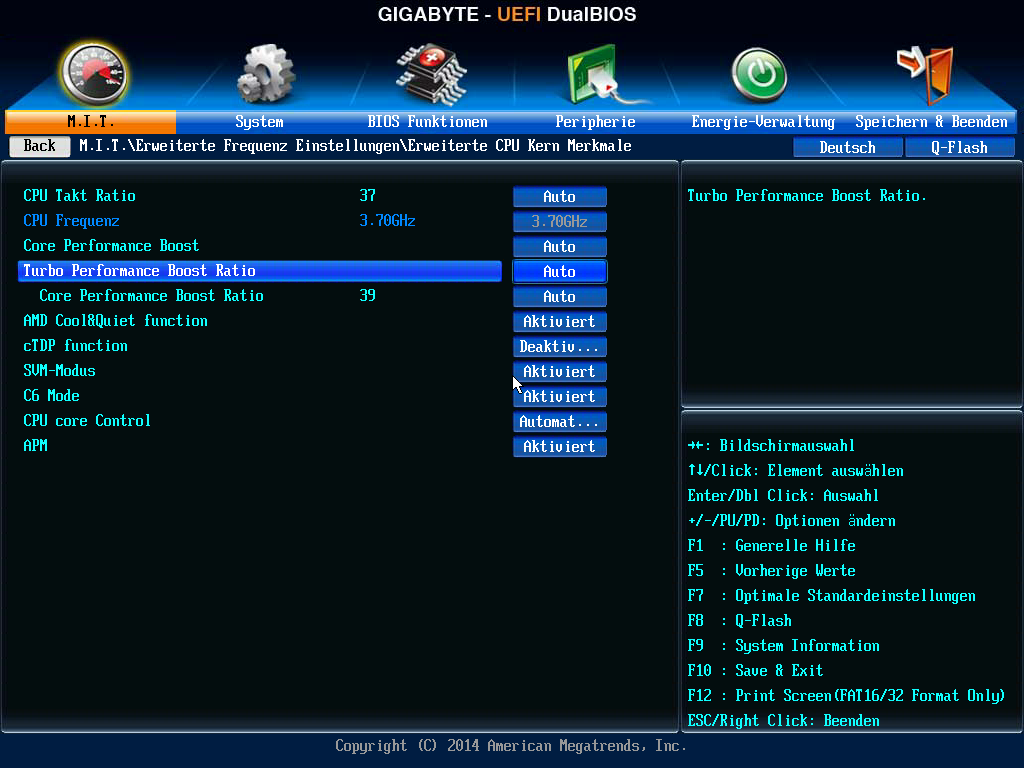 GIGABYTE - UEFI DualBIOS
M.I.T. System BIOS Funktionen Peripherie Energie-Verwaltung Speichern & Beenden
Back M.I.T.\Erweiterte Frequenz Einstellungen\Erweiterte CPU Kern Merkmale Deutsch Q-Flash
CPU Takt Ratio 37 Auto
CPU Frequenz 3.70GHz 3.70GHz
Core Performance Boost Auto
Turbo Performance Boost Ratio Auto
Core Performance Boost Ratio 39 Auto
AMD Cool&Quiet function Aktiviert
cTDP function Deaktiv...
SVM-Modus Aktiviert
C6 Mode Aktiviert
CPU core Control Automat...
APM Aktiviert
Turbo Performance Boost Ratio.
→←: Bildschirmauswahl
↑↓/Click: Element auswählen
Enter/Dbl Click: Auswahl
+/-/PU/PD: Optionen ändern
F1 : Generelle Hilfe
F5 : Vorherige Werte
F7 : Optimale Standardeinstellungen
F8 : Q-Flash
F9 : System Information
F10 : Save & Exit
F12 : Print Screen(FAT16/32 Format Only)
ESC/Right Click: Beenden
Copyright (C) 2014 American Megatrends, Inc.